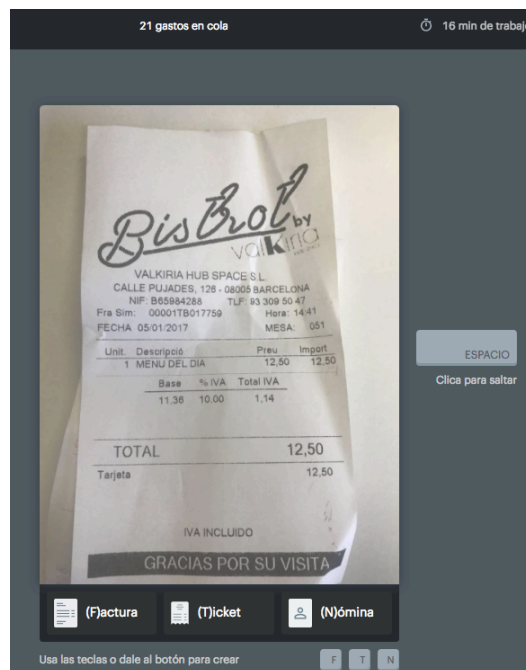 21 gastos en cola
16 min de trabajo
Bistrot by
valkiria
VALKIRIA HUB SPACE S.L.
CALLE PUJADES, 126 - 08005 BARCELONA
NIF: B65984288 TLF: 93 309 50 47
Fra Sim: 00001TB017759 Hora: 14:41
FECHA 05/01/2017 MESA: 051
Unit. Descripció Preu Import
1 MENU DEL DIA 12,50 12,50
Base % IVA Total IVA
11,36 10,00 1,14
TOTAL 12,50
Tarjeta 12,50
IVA INCLUIDO
GRACIAS POR SU VISITA
ESPACIO
Clica para saltar
(F)actura
(T)icket
(N)ómina
Usa las teclas o dale al botón para crear
F T N